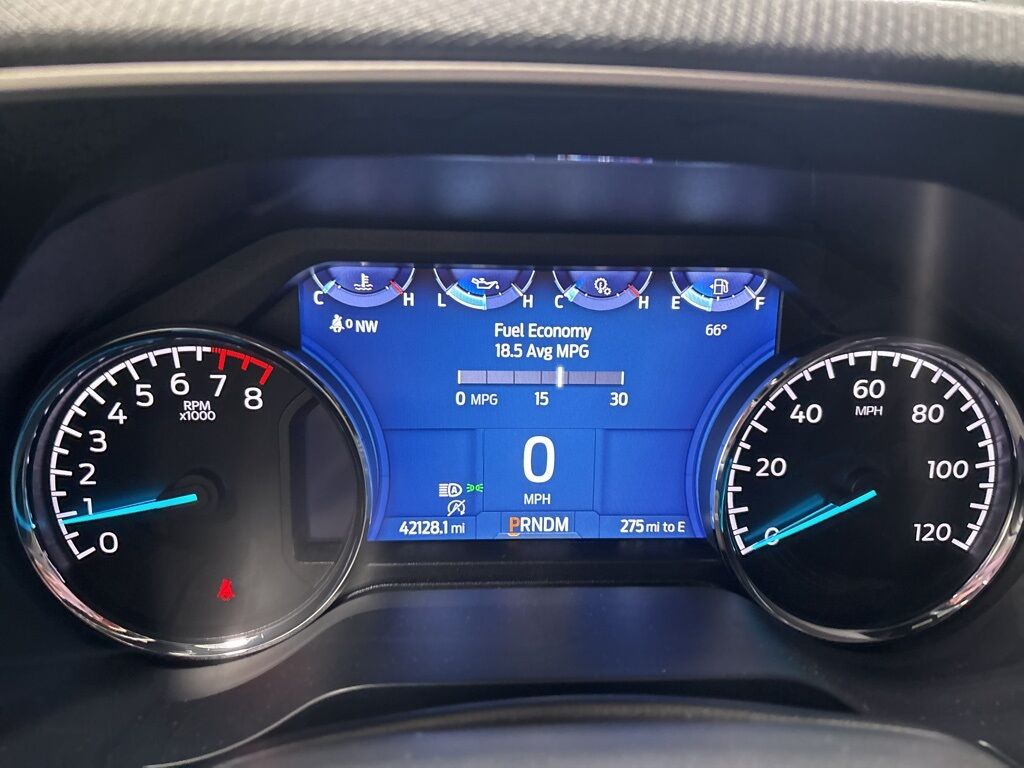 C H
L H
C H
E F
0 NW
66°
Fuel Economy
18.5 Avg MPG
0 MPG 15 30
0
MPH
A
A
42128.1 mi
PRNDM
275 mi to E
0
1
2
3
4
5
6
7
8
RPM
x1000
0
20
40
60
80
100
120
MPH